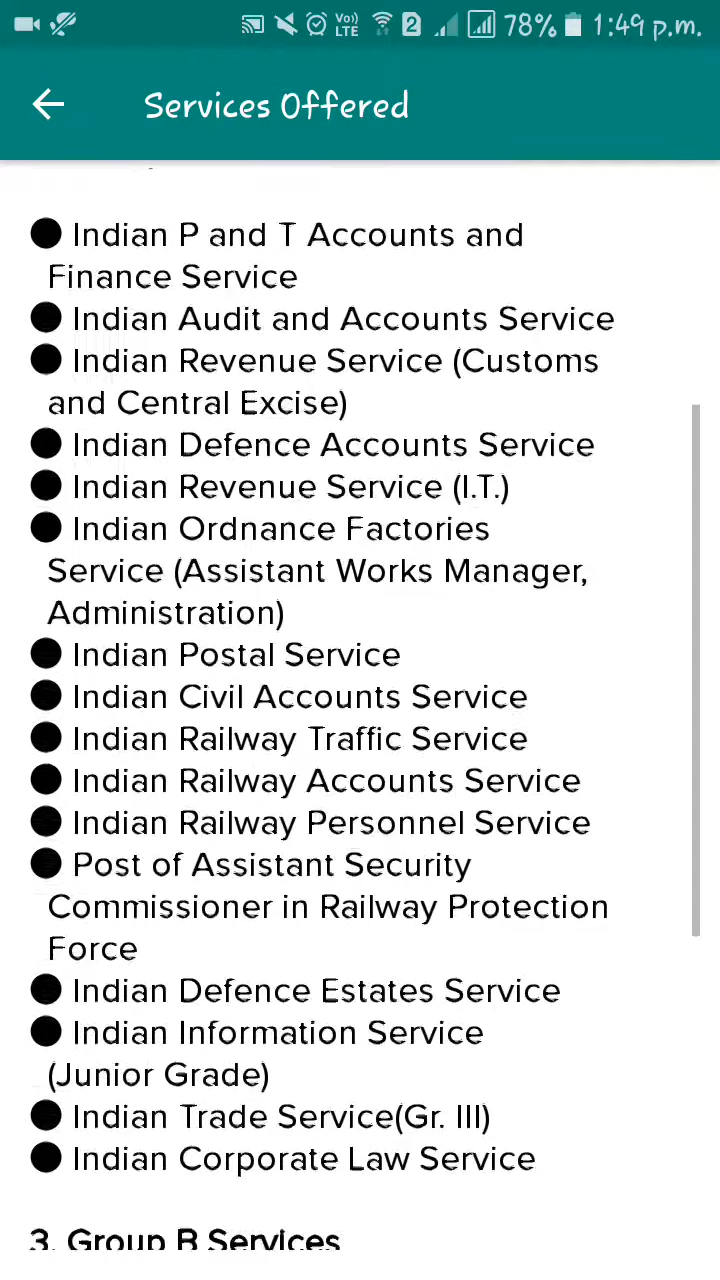 Vo)) LTE 2 78% 1:49 p.m.
Services Offered
● Indian P and T Accounts and
Finance Service
● Indian Audit and Accounts Service
● Indian Revenue Service (Customs
and Central Excise)
● Indian Defence Accounts Service
● Indian Revenue Service (I.T.)
● Indian Ordnance Factories
Service (Assistant Works Manager,
Administration)
● Indian Postal Service
● Indian Civil Accounts Service
● Indian Railway Traffic Service
● Indian Railway Accounts Service
● Indian Railway Personnel Service
● Post of Assistant Security
Commissioner in Railway Protection
Force
● Indian Defence Estates Service
● Indian Information Service
(Junior Grade)
● Indian Trade Service(Gr. III)
● Indian Corporate Law Service
3. Group B Services